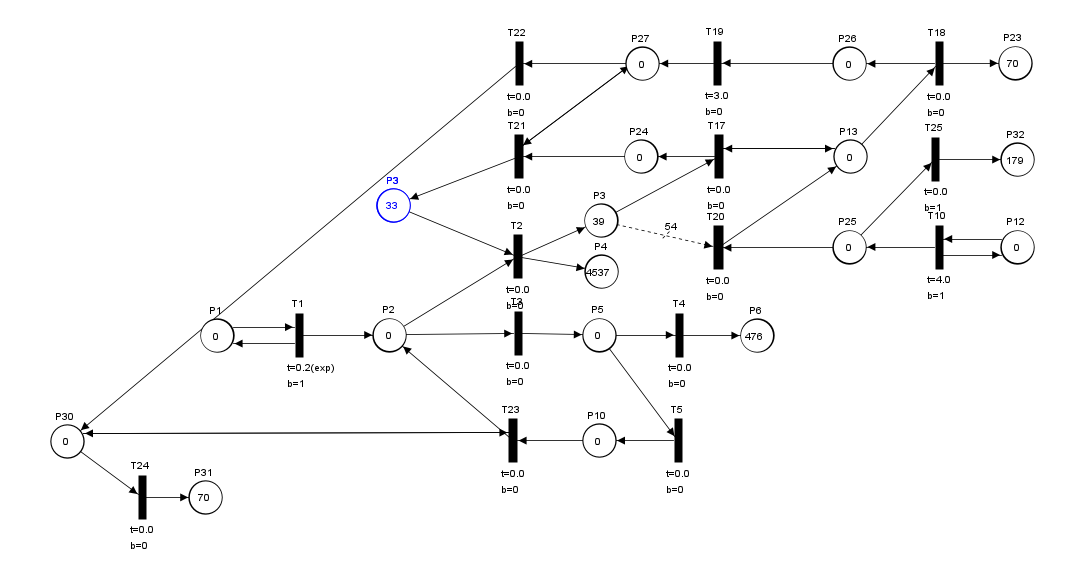 T22
P27
T19
P26
T18
P23
0
0
70
t=0.0
b=0
t=3.0
b=0
t=0.0
b=0
T21
P24
T17
P13
T25
P32
0
0
179
t=0.0
b=0
t=0.0
b=0
t=0.0
b=1
P3
33
P3
39
54
T20
P25
T10
P12
0
0
T2
P4
4537
t=0.0
b=0
t=0.0
b=0
t=4.0
b=1
P1
T1
P2
T3
P5
T4
P6
0
0
0
476
t=0.2(exp)
b=1
t=0.0
b=0
t=0.0
b=0
P30
T23
P10
T5
0
0
t=0.0
b=0
t=0.0
b=0
T24
P31
70
t=0.0
b=0